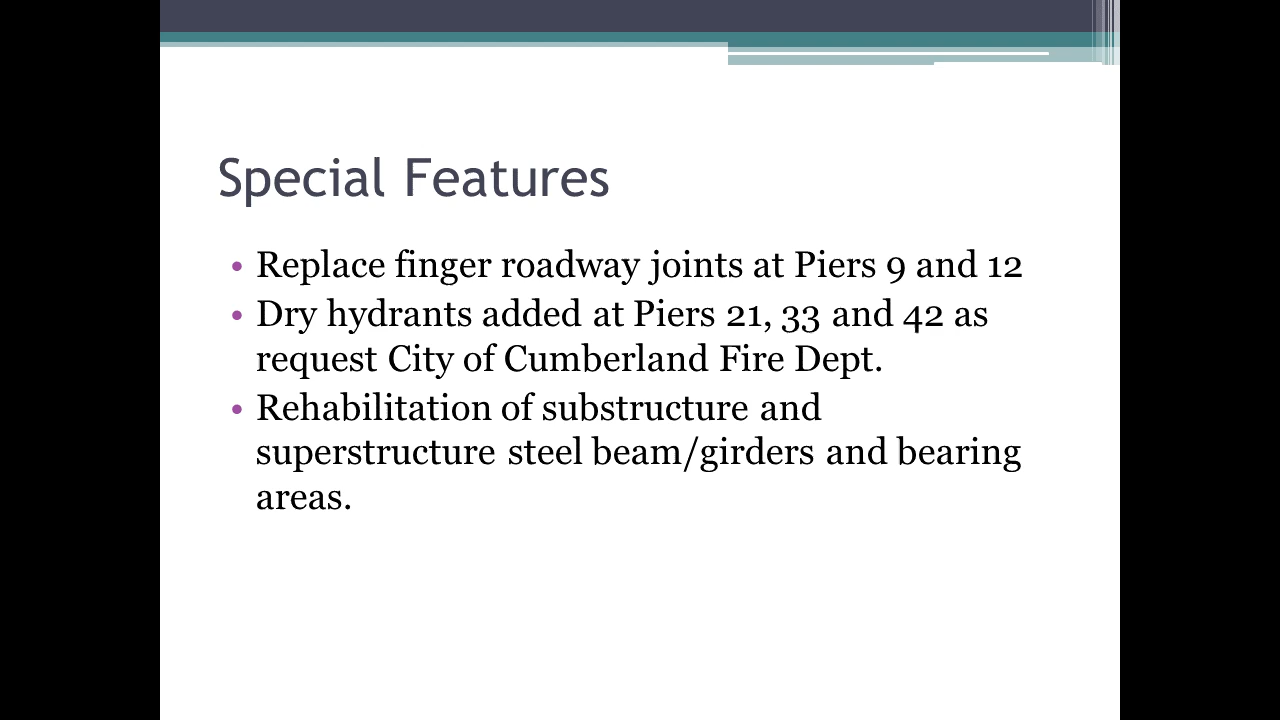 Special Features
• Replace finger roadway joints at Piers 9 and 12
• Dry hydrants added at Piers 21, 33 and 42 as
request City of Cumberland Fire Dept.
• Rehabilitation of substructure and
superstructure steel beam/girders and bearing
areas.